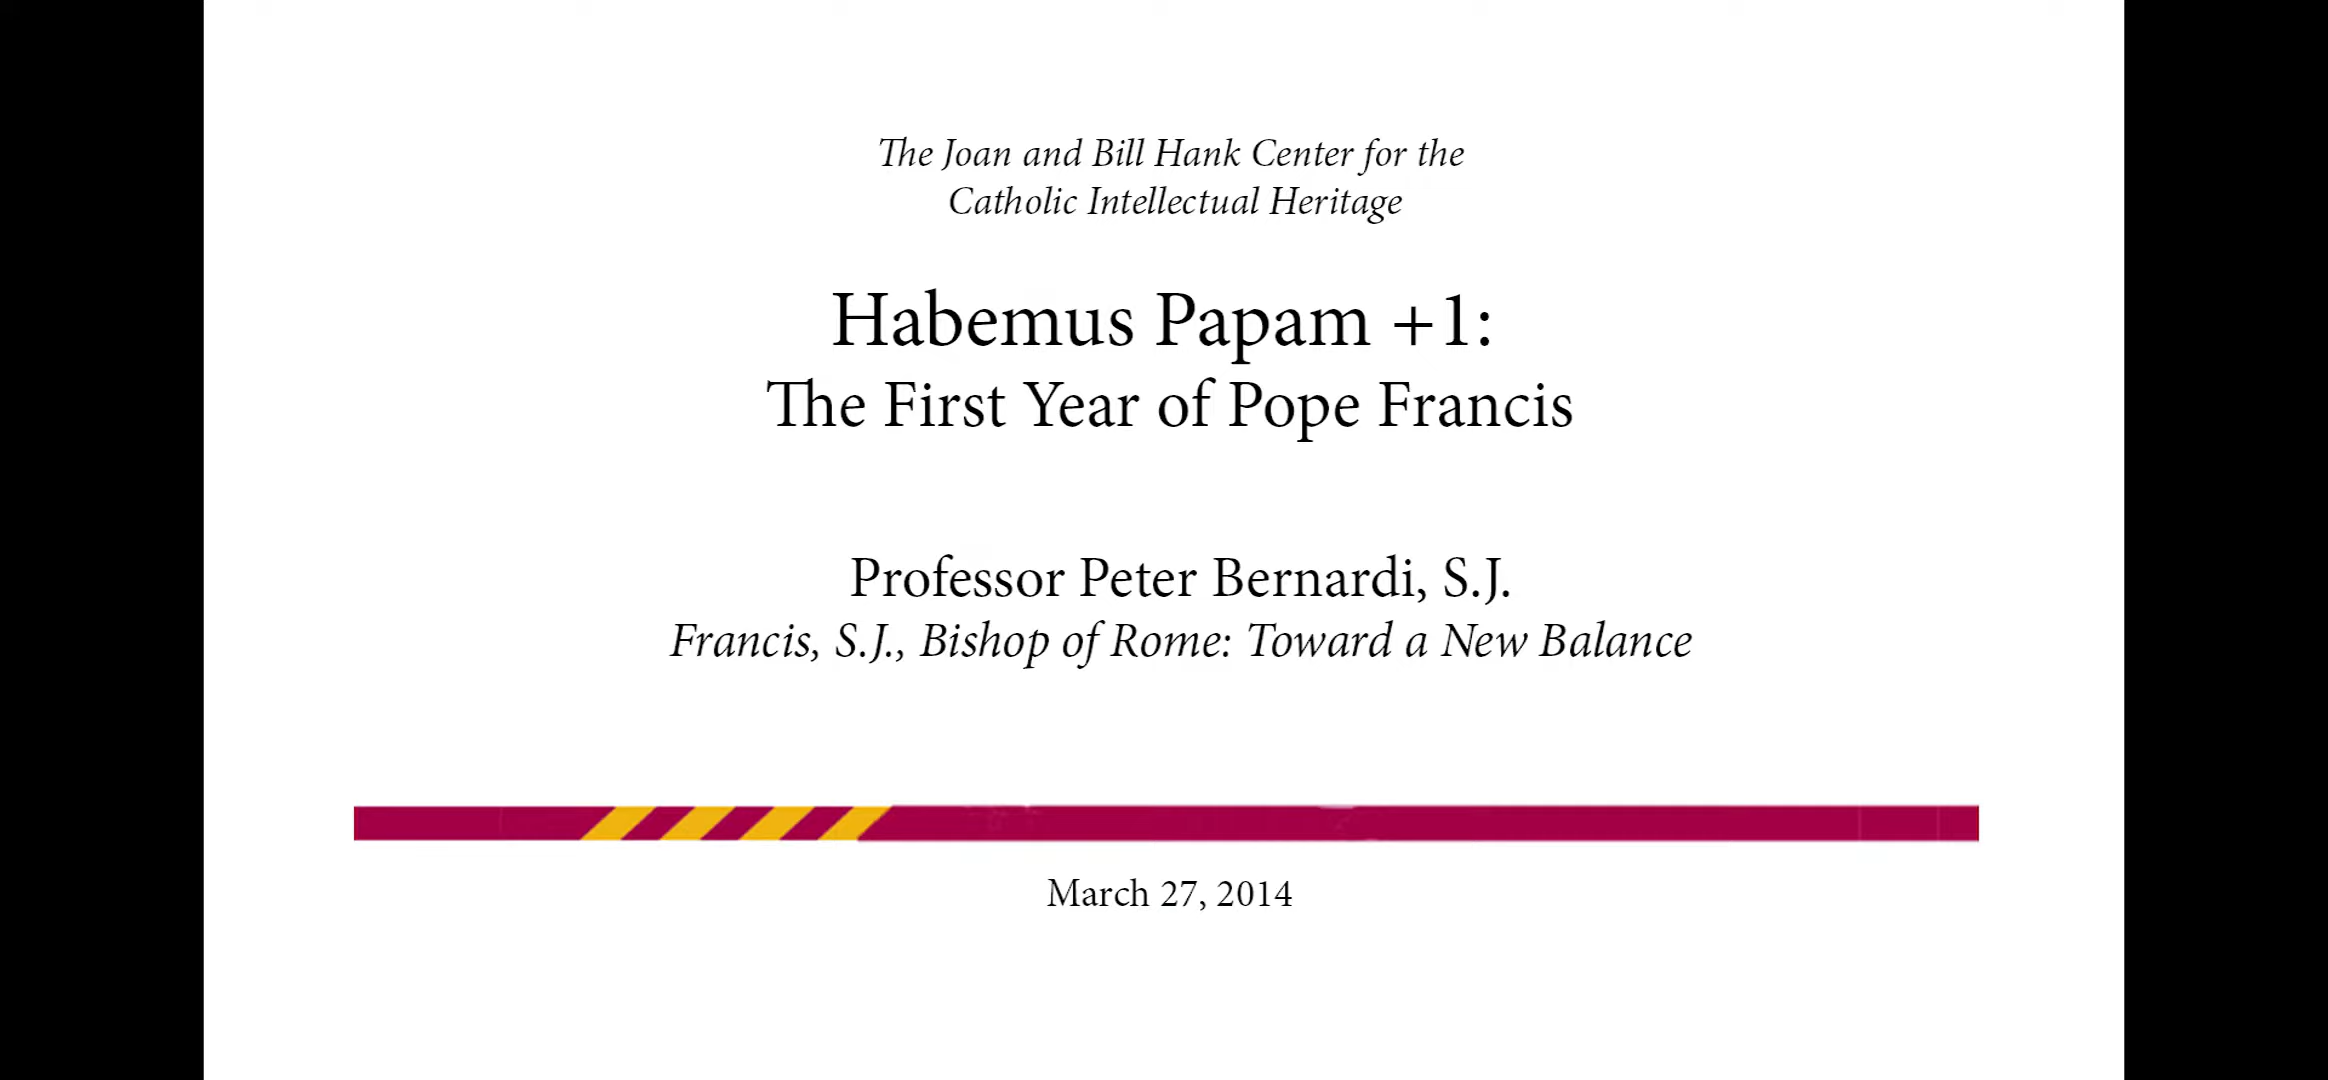 The Joan and Bill Hank Center for the
Catholic Intellectual Heritage
Habemus Papam +1:
The First Year of Pope Francis
Professor Peter Bernardi, S.J.
Francis, S.J., Bishop of Rome: Toward a New Balance
March 27, 2014